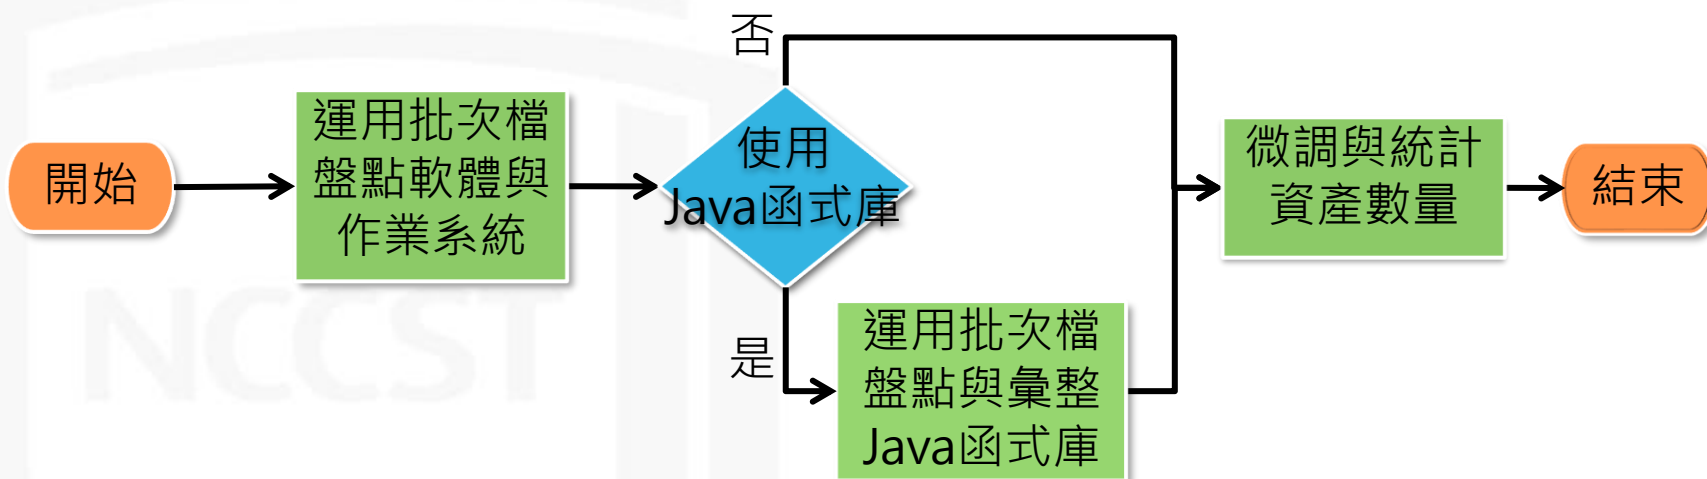 開始
運用批次檔
盤點軟體與
作業系統
否
使用
Java函式庫
是
運用批次檔
盤點與彙整
Java函式庫
微調與統計
資產數量
結束
NCCST